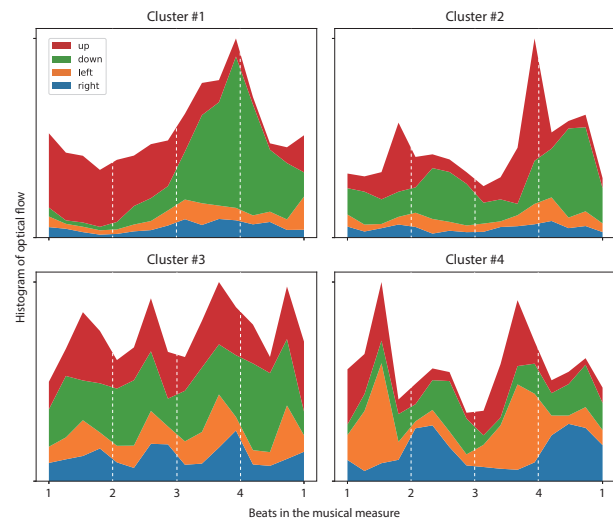 Cluster #1
Cluster #2
up
down
left
right
Histogram of optical flow
Cluster #3
Cluster #4
1 2 3 4 1
1 2 3 4 1
Beats in the musical measure